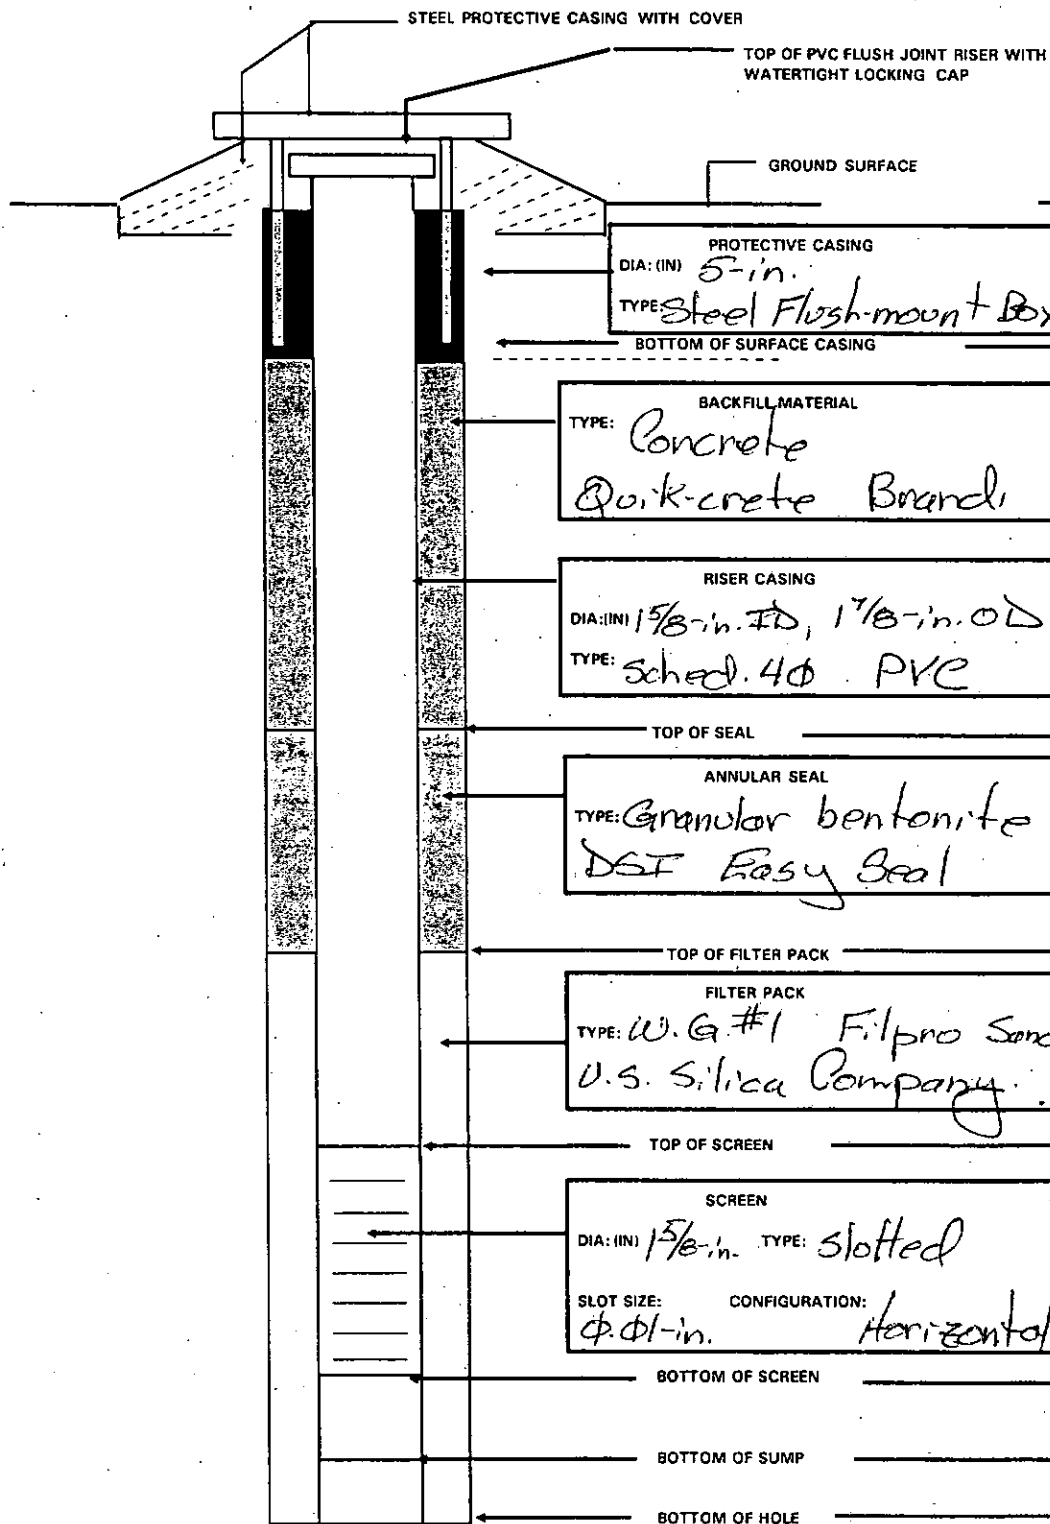 STEEL PROTECTIVE CASING WITH COVER
TOP OF PVC FLUSH JOINT RISER WITH
WATERTIGHT LOCKING CAP
GROUND SURFACE
PROTECTIVE CASING
DIA: (IN) 5-in.
TYPE: Steel Flush-mount Box
BOTTOM OF SURFACE CASING
BACKFILL MATERIAL
TYPE: Concrete
Quik-crete Brand
RISER CASING
DIA:(IN) 1 5/8-in. ID, 1 7/8-in. OD
TYPE: Sched. 40 PVC
TOP OF SEAL
ANNULAR SEAL
TYPE: Granular bentonite
DSI Easy Seal
TOP OF FILTER PACK
FILTER PACK
TYPE: W.G. #1 Filpro
U.S. Silica Company.
TOP OF SCREEN
SCREEN
DIA: (IN) 1 5/8-in. TYPE: Slotted
SLOT SIZE: CONFIGURATION:
0.01-in. Horizontal
BOTTOM OF SCREEN
BOTTOM OF SUMP
BOTTOM OF HOLE